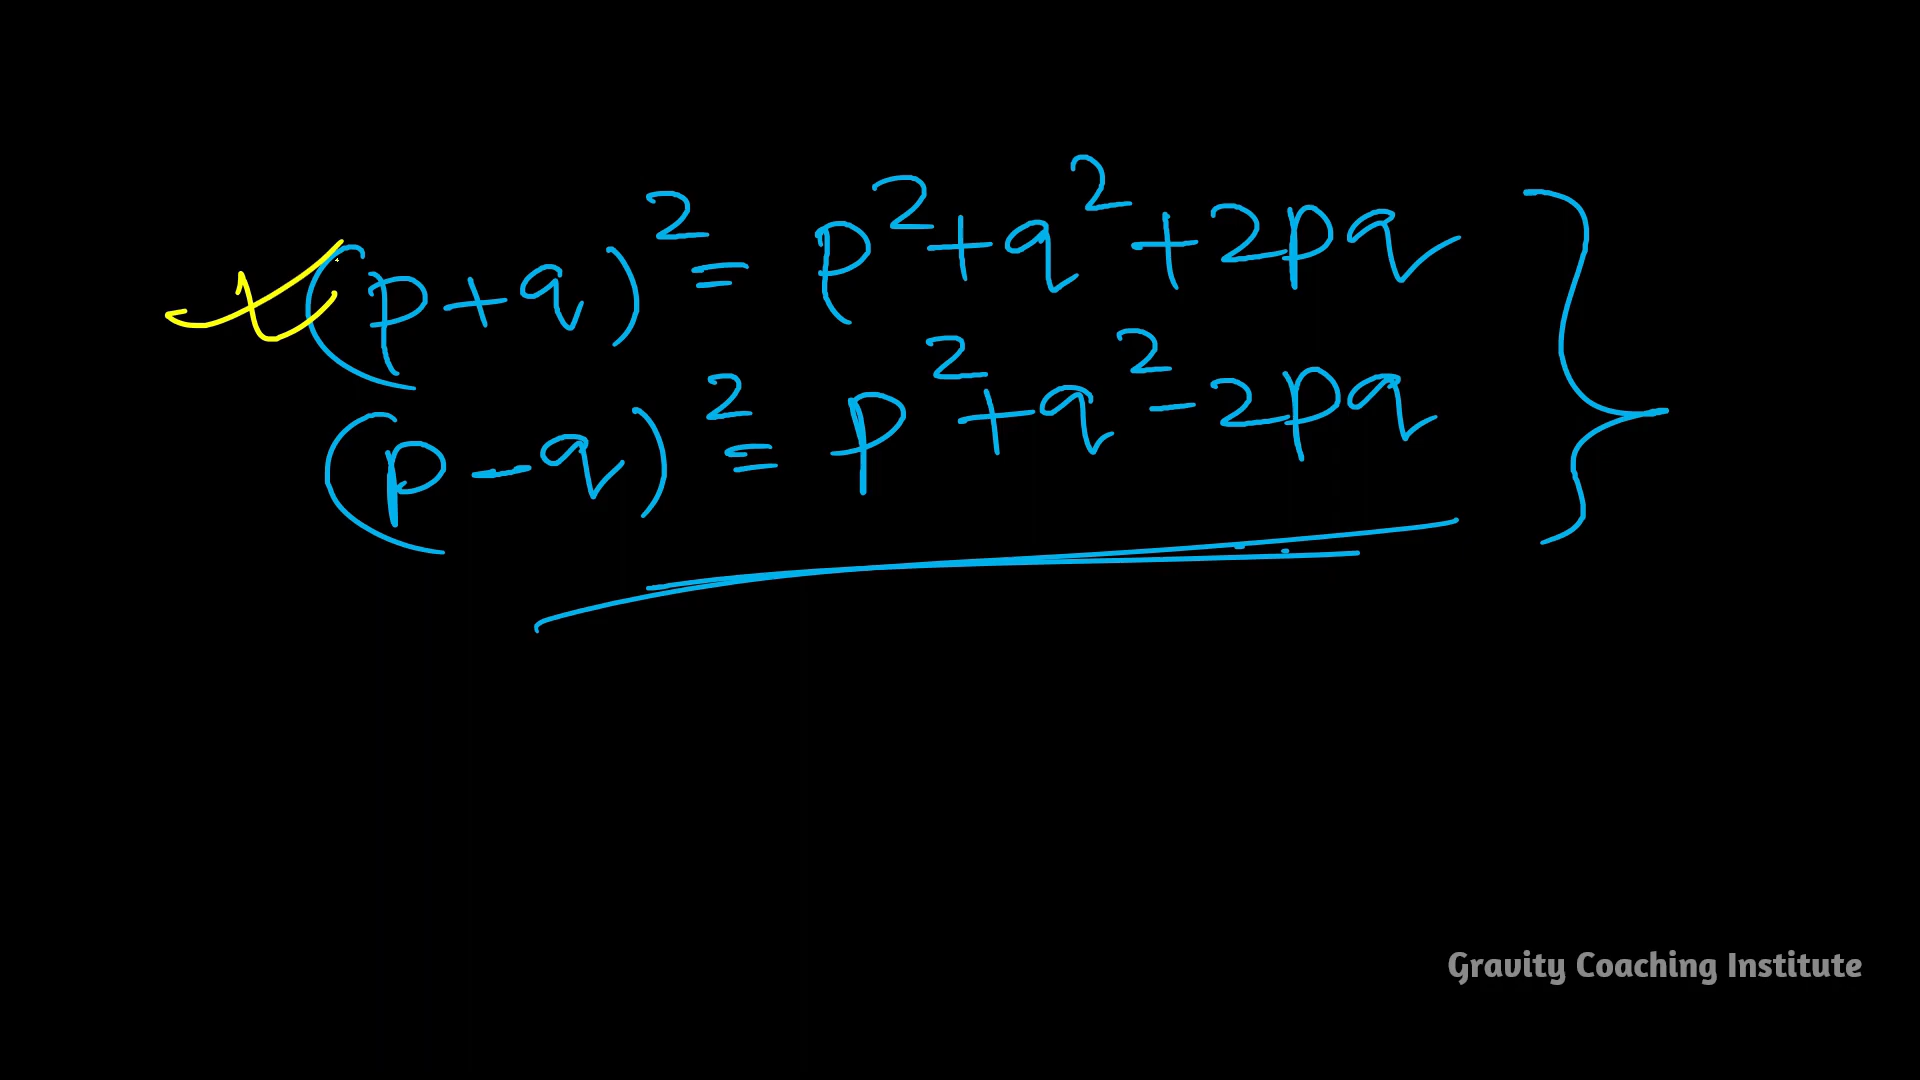 (p+q)²= p²+q²+2pq
(p-q)²= p²+q²-2pq
Gravity Coaching Institute